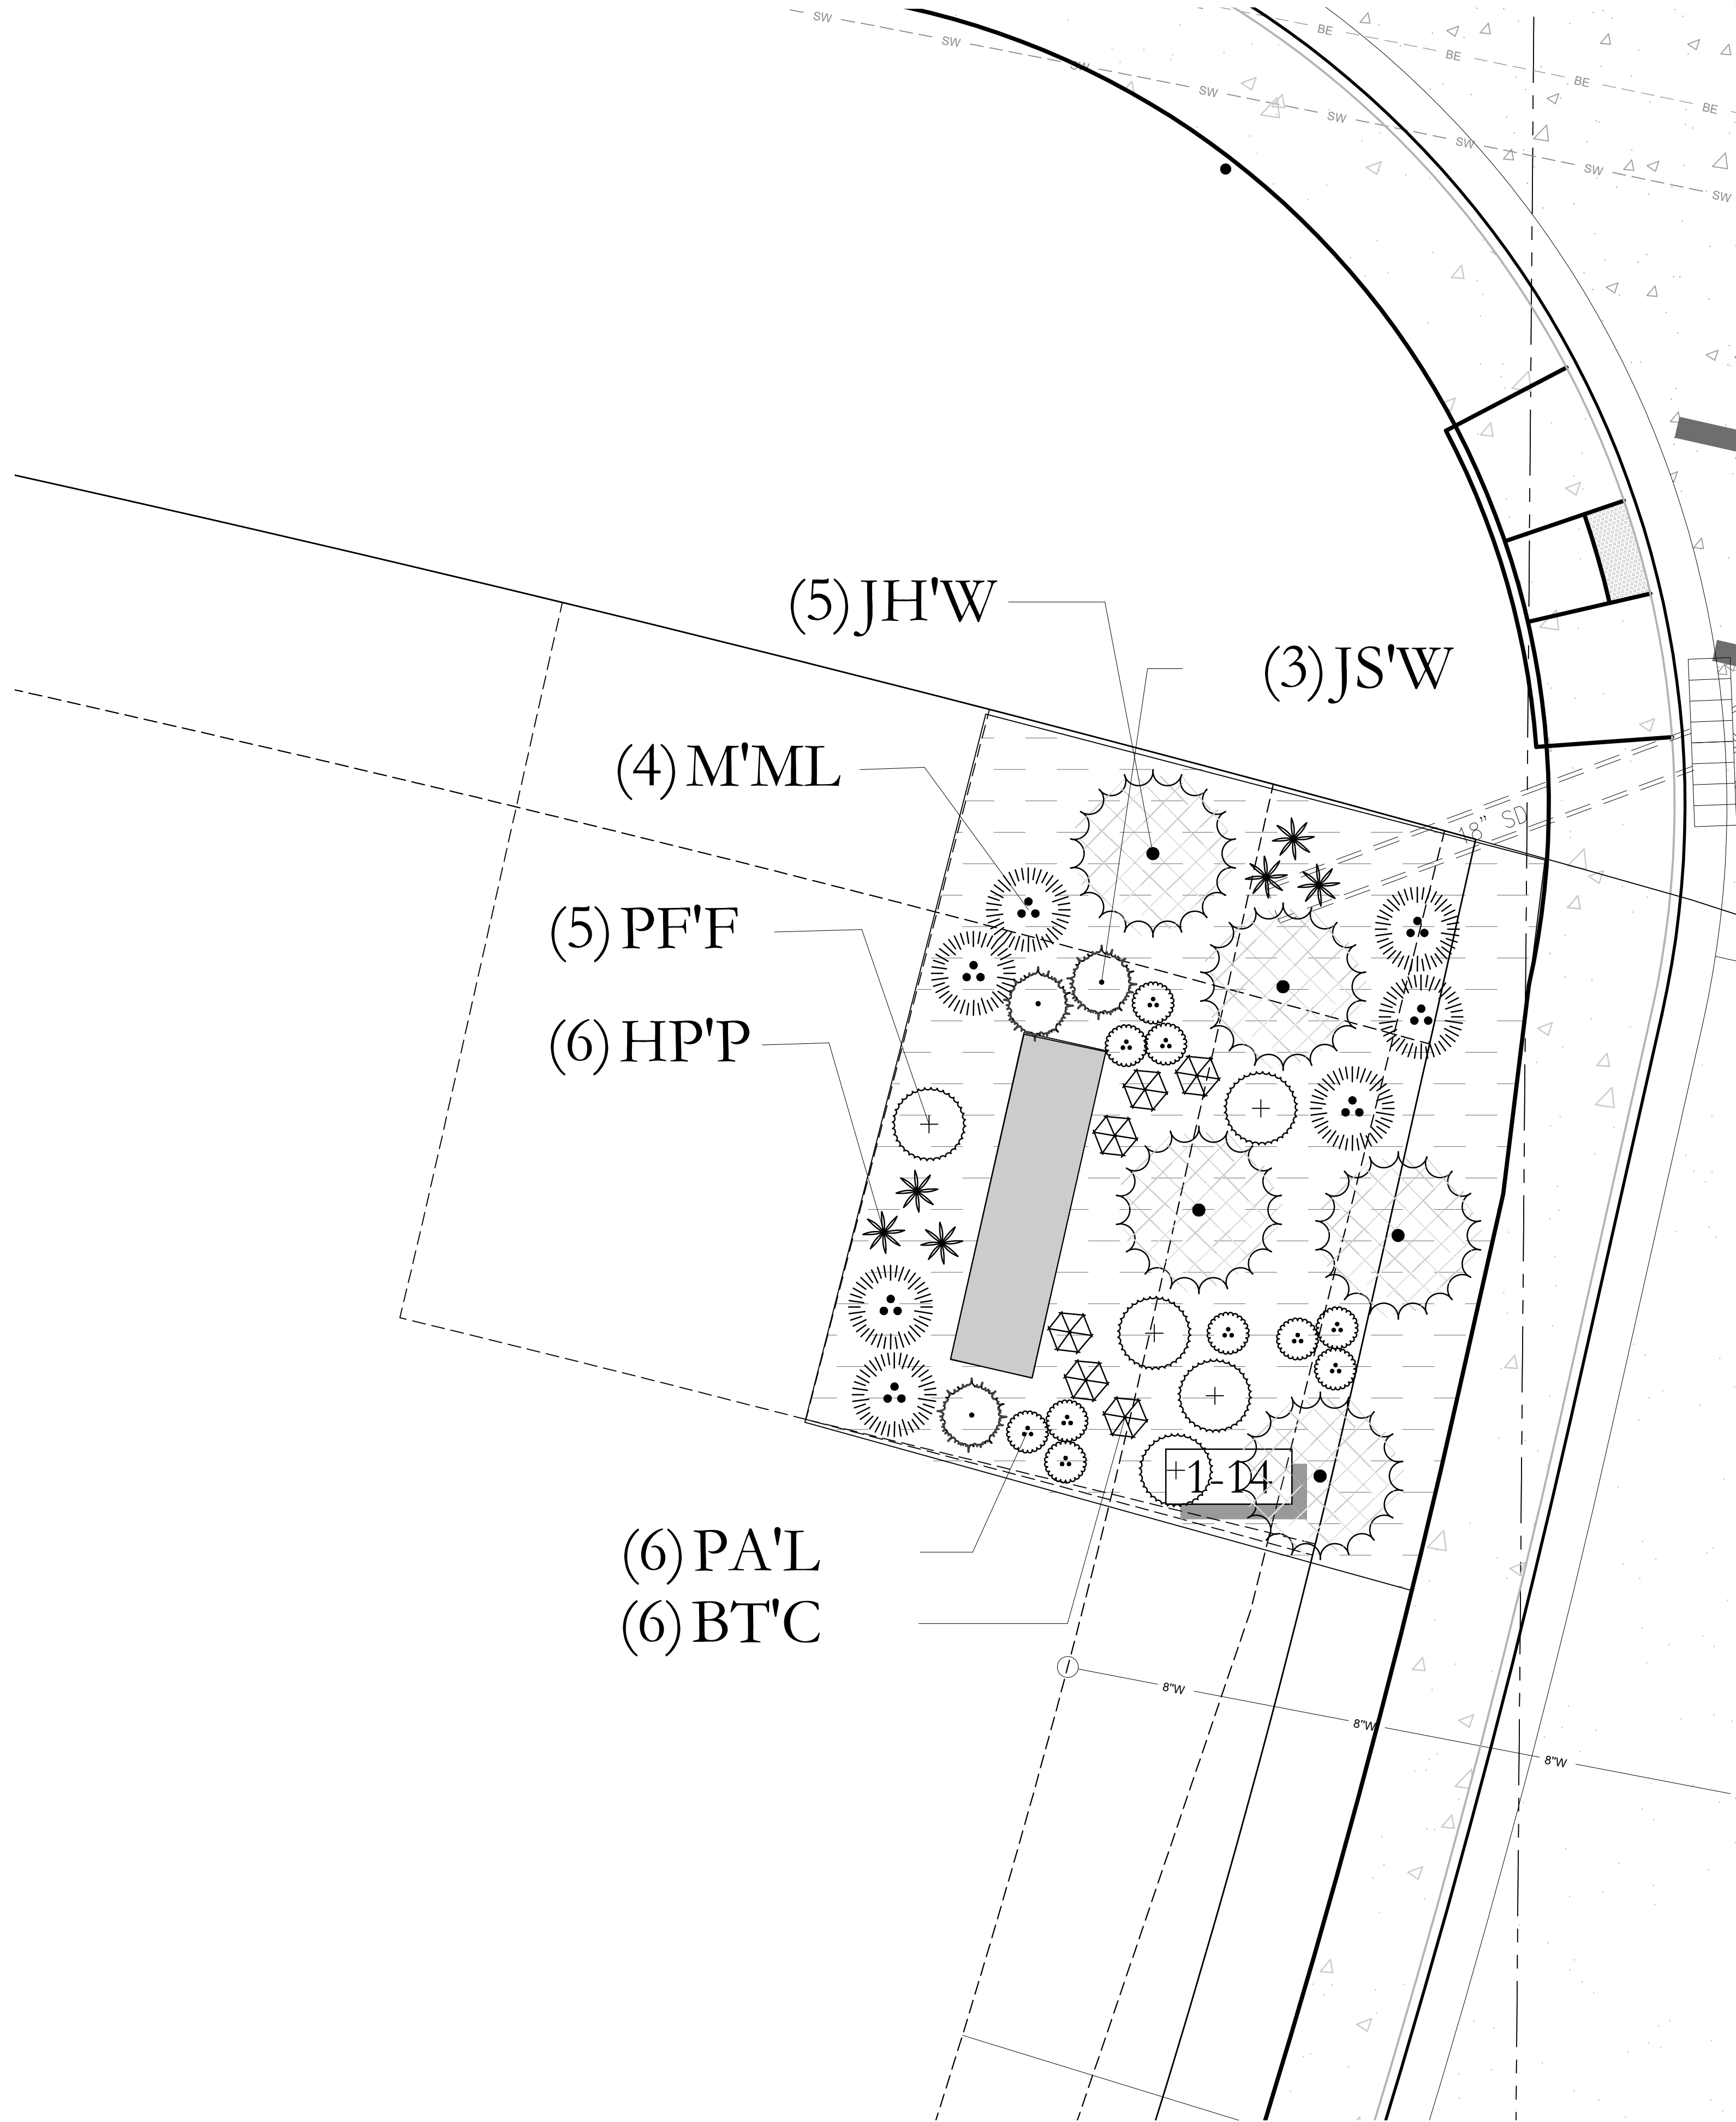 SW
SW
SW
SW
SW
SW
SW
SW
BE
BE
BE
BE
(5) JH'W
(3) JS'W
(4) M'ML
18" SD
(5) PF'F
(6) HP'P
1-14
(6) PA'L
(6) BT'C
8"W
8"W
8"W